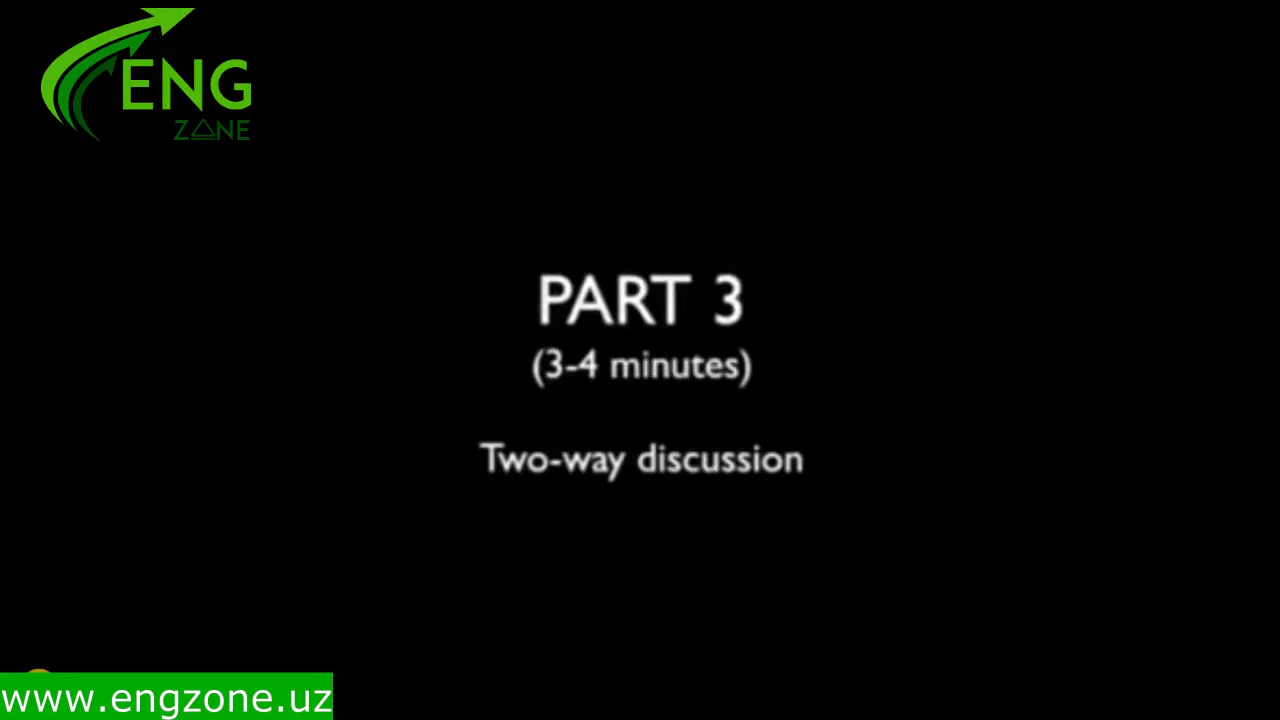 ENG
ZONE
PART 3
(3-4 minutes)
Two-way discussion
www.engzone.uz